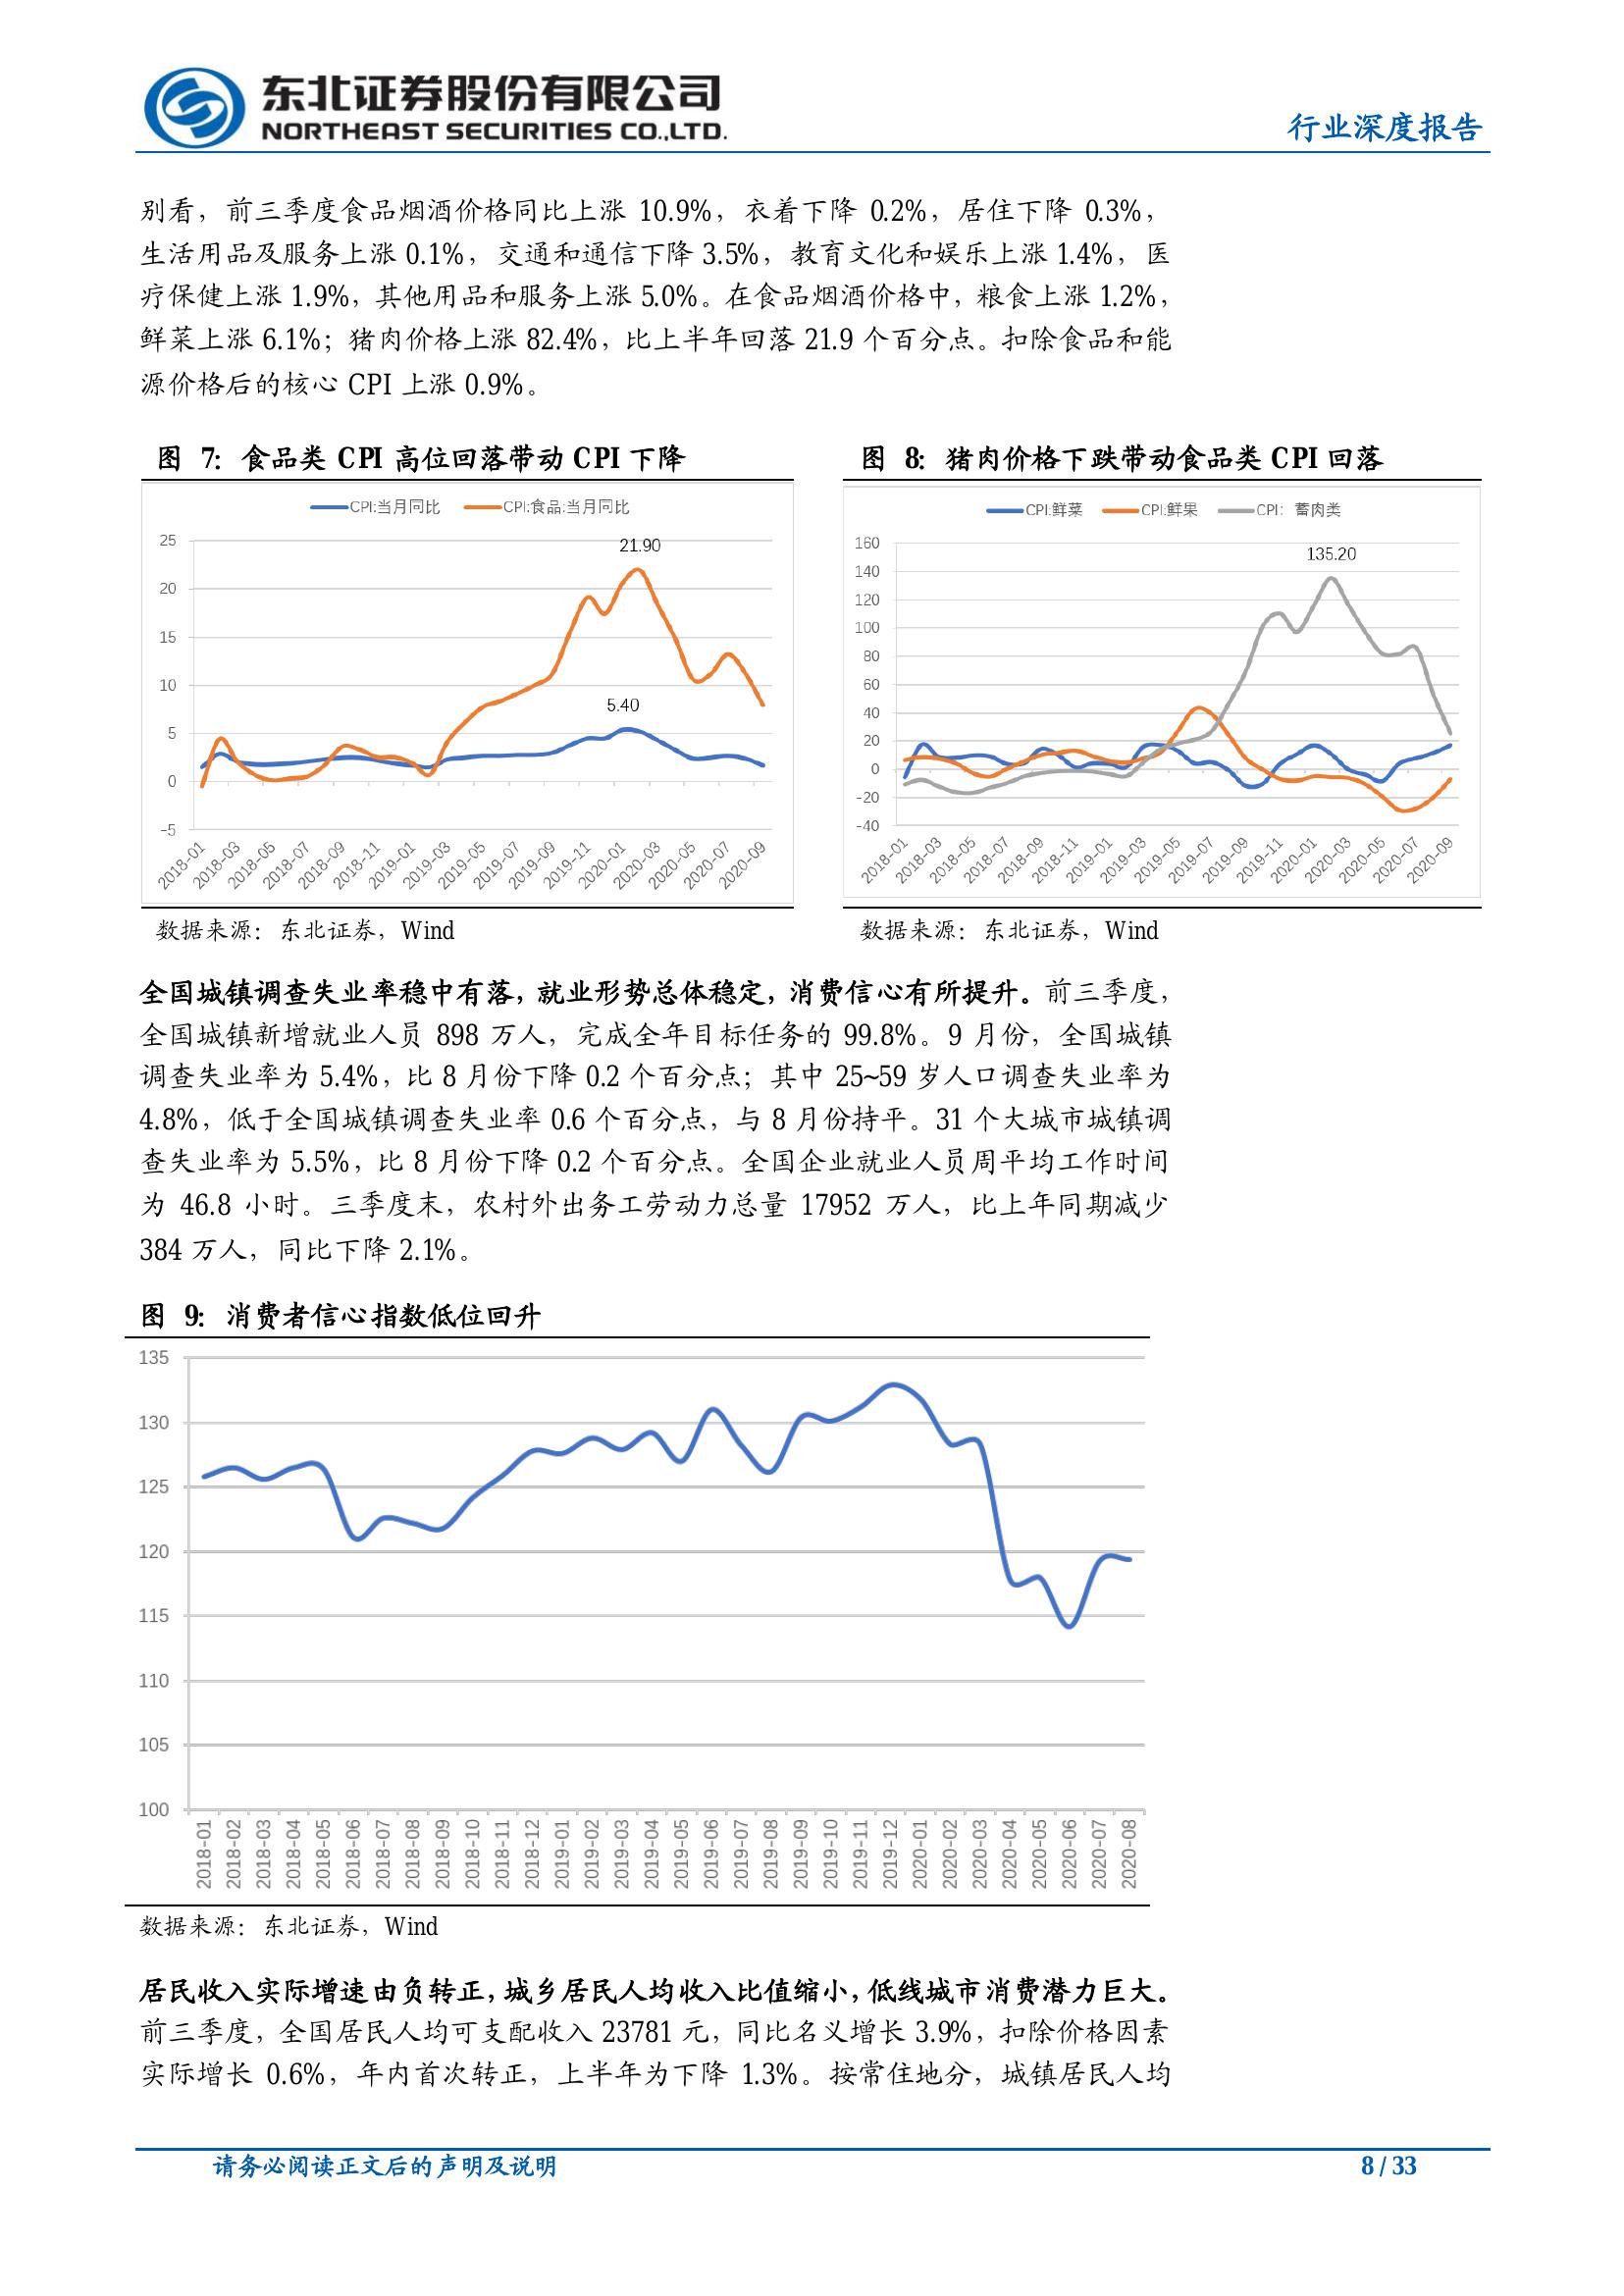 东北证券股份有限公司
NORTHEAST SECURITIES CO.,LTD.
行业深度报告
别看，前三季度食品烟酒价格同比上涨 10.9%，衣着下降 0.2%，居住下降 0.3%，
生活用品及服务上涨 0.1%，交通和通信下降 3.5%，教育文化和娱乐上涨 1.4%，医
疗保健上涨 1.9%，其他用品和服务上涨 5.0%。在食品烟酒价格中，粮食上涨 1.2%，
鲜菜上涨 6.1%；猪肉价格上涨 82.4%，比上半年回落 21.9 个百分点。扣除食品和能
源价格后的核心 CPI 上涨 0.9%。
图 7：食品类 CPI 高位回落带动 CPI 下降
CPI:当月同比 CPI:食品:当月同比
25
20
15
10
5
0
-5
21.90
5.40
2018-01 2018-03 2018-05 2018-07 2018-09 2018-11 2019-01 2019-03 2019-05 2019-07 2019-09 2019-11 2020-01 2020-03 2020-05 2020-07 2020-09
数据来源：东北证券，Wind
图 8：猪肉价格下跌带动食品类 CPI 回落
CPI:鲜菜 CPI:鲜果 CPI：蓄肉类
160
140
120
100
80
60
40
20
0
-20
-40
135.20
2018-01 2018-03 2018-05 2018-07 2018-09 2018-11 2019-01 2019-03 2019-05 2019-07 2019-09 2019-11 2020-01 2020-03 2020-05 2020-07 2020-09
数据来源：东北证券，Wind
全国城镇调查失业率稳中有落，就业形势总体稳定，消费信心有所提升。前三季度，
全国城镇新增就业人员 898 万人，完成全年目标任务的 99.8%。9 月份，全国城镇
调查失业率为 5.4%，比 8 月份下降 0.2 个百分点；其中 25~59 岁人口调查失业率为
4.8%，低于全国城镇调查失业率 0.6 个百分点，与 8 月份持平。31 个大城市城镇调
查失业率为 5.5%，比 8 月份下降 0.2 个百分点。全国企业就业人员周平均工作时间
为 46.8 小时。三季度末，农村外出务工劳动力总量 17952 万人，比上年同期减少
384 万人，同比下降 2.1%。
图 9：消费者信心指数低位回升
135
130
125
120
115
110
105
100
2018-01 2018-02 2018-03 2018-04 2018-05 2018-06 2018-07 2018-08 2018-09 2018-10 2018-11 2018-12 2019-01 2019-02 2019-03 2019-04 2019-05 2019-06 2019-07 2019-08 2019-09 2019-10 2019-11 2019-12 2020-01 2020-02 2020-03 2020-04 2020-05 2020-06 2020-07 2020-08
数据来源：东北证券，Wind
居民收入实际增速由负转正，城乡居民人均收入比值缩小，低线城市消费潜力巨大。
前三季度，全国居民人均可支配收入 23781 元，同比名义增长 3.9%，扣除价格因素
实际增长 0.6%，年内首次转正，上半年为下降 1.3%。按常住地分，城镇居民人均
请务必阅读正文后的声明及说明
8 / 33